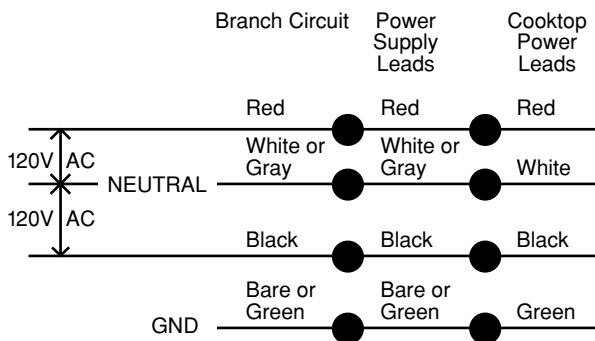 Branch Circuit Power Cooktop
Supply Power
Leads Leads
Red Red Red
120V AC White or White or
Gray Gray White
NEUTRAL
120V AC
Black Black Black
Bare or Bare or
Green Green Green
GND